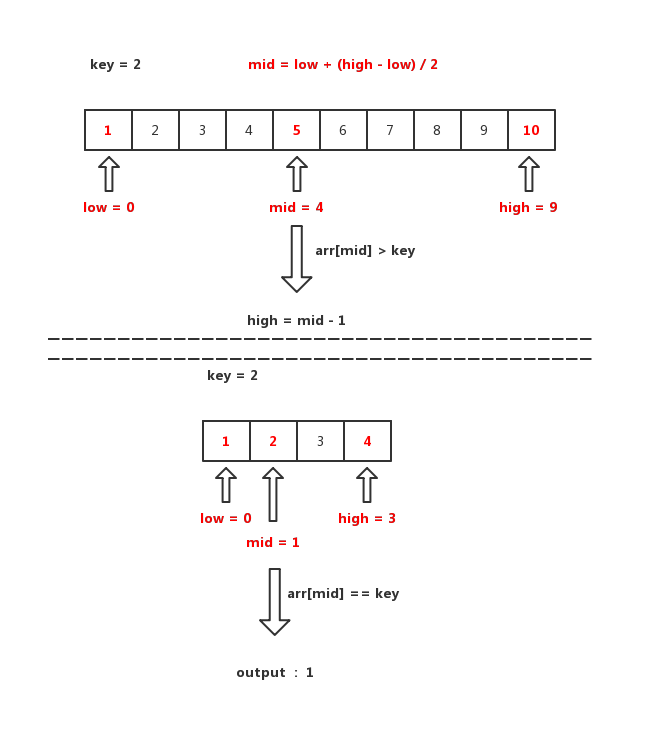 key = 2 mid = low + (high - low) / 2
1 2 3 4 5 6 7 8 9 10
low = 0 mid = 4 high = 9
arr[mid] > key
high = mid - 1
key = 2
1 2 3 4
low = 0 high = 3
mid = 1
arr[mid] == key
output : 1